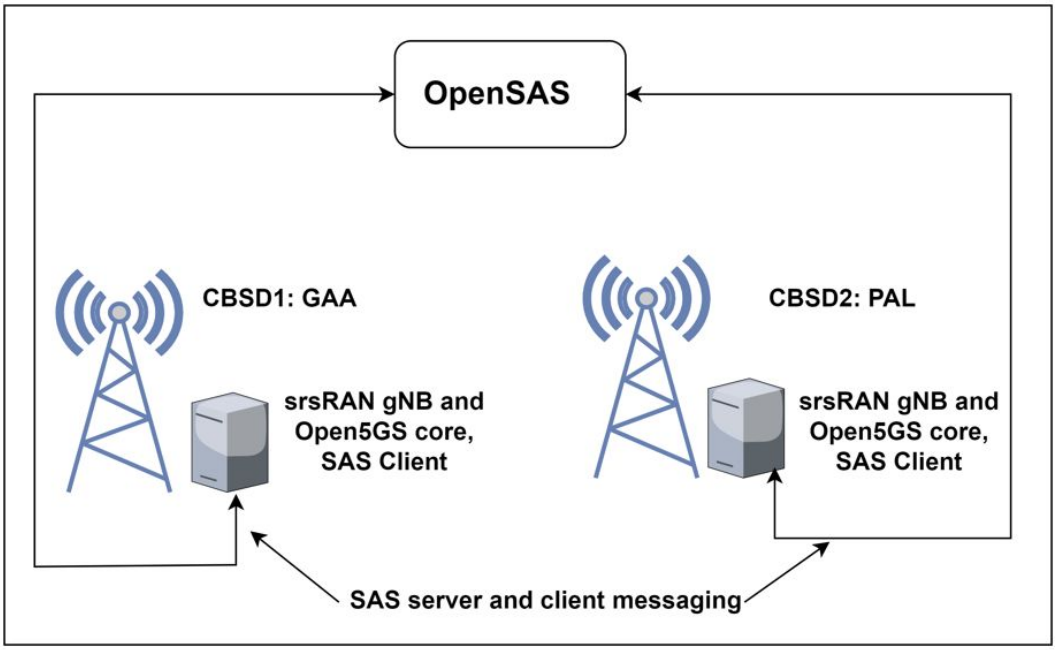 OpenSAS
CBSD1: GAA
srsRAN gNB and
Open5GS core,
SAS Client
CBSD2: PAL
srsRAN gNB and
Open5GS core,
SAS Client
SAS server and client messaging